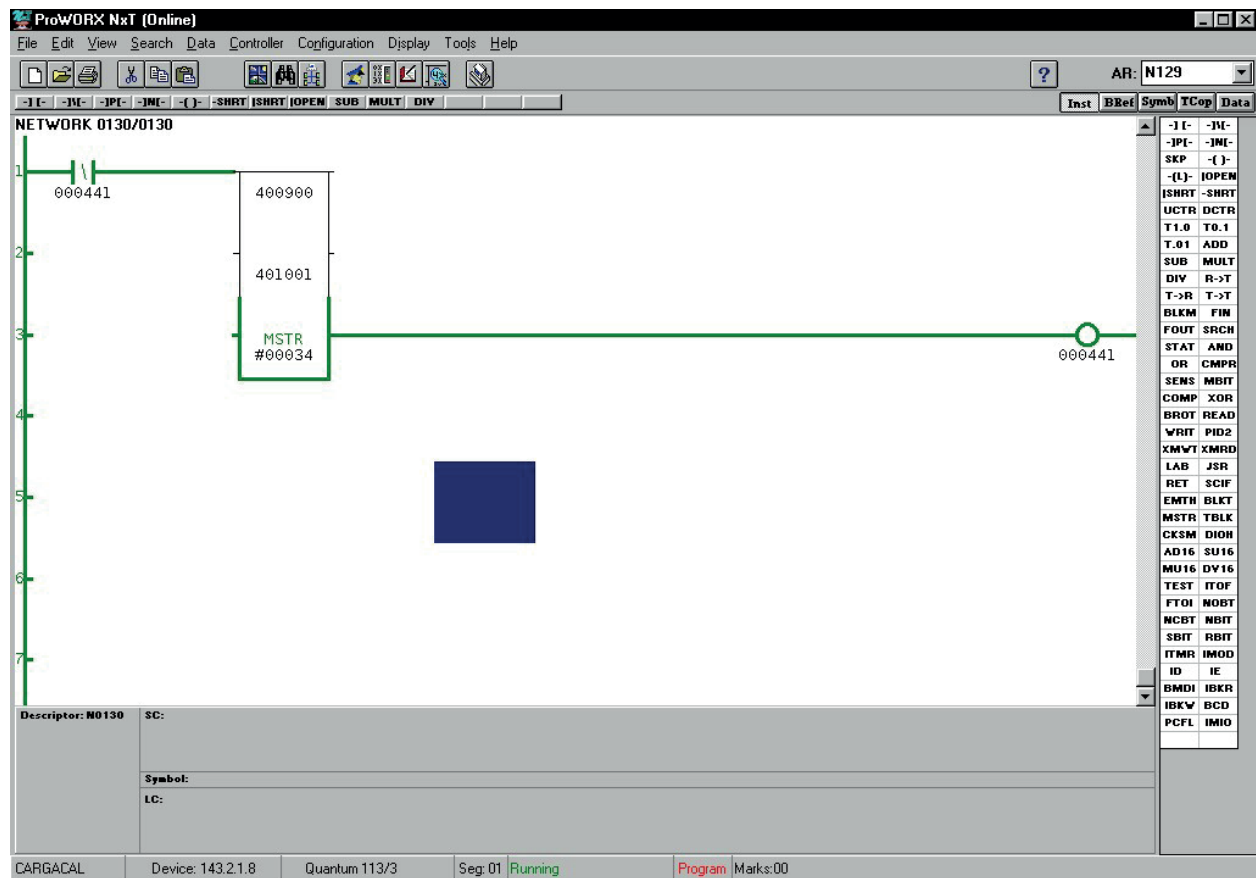 ProWORX NxT (Online)
File Edit View Search Data Controller Configuration Display Tools Help
? AR: N129
-] [- -]\[- -]P[- -]N[- -( )- -SHRT |SHRT |OPEN SUB MULT DIV
Inst BRef Symb TCop Data
NETWORK 0130/0130
1
000441
400900
2
401001
3
MSTR
#00034
000441
4
5
6
7
-] [- -]\[-
-]P[- -]N[-
SKP -( )-
-(L)- |OPEN
|SHRT -SHRT
UCTR DCTR
T1.0 T0.1
T.01 ADD
SUB MULT
DIV R->T
T->R T->T
BLKM FIN
FOUT SRCH
STAT AND
OR CMPR
SENS MBIT
COMP XOR
BROT READ
WRIT PID2
XMWT XMRD
LAB JSR
RET SCIF
EMTH BLKT
MSTR TBLK
CKSM DIOH
AD16 SU16
MU16 DV16
TEST ITOF
FTOI NOBT
NCBT NBIT
SBIT RBIT
ITMR IMOD
ID IE
BMDI IBKR
IBKW BCD
PCFL IMIO
Descriptor: N0130 SC:
Symbol:
LC:
CARGACAL Device: 143.2.1.8 Quantum 113/3 Seg: 01 Running Program Marks:00